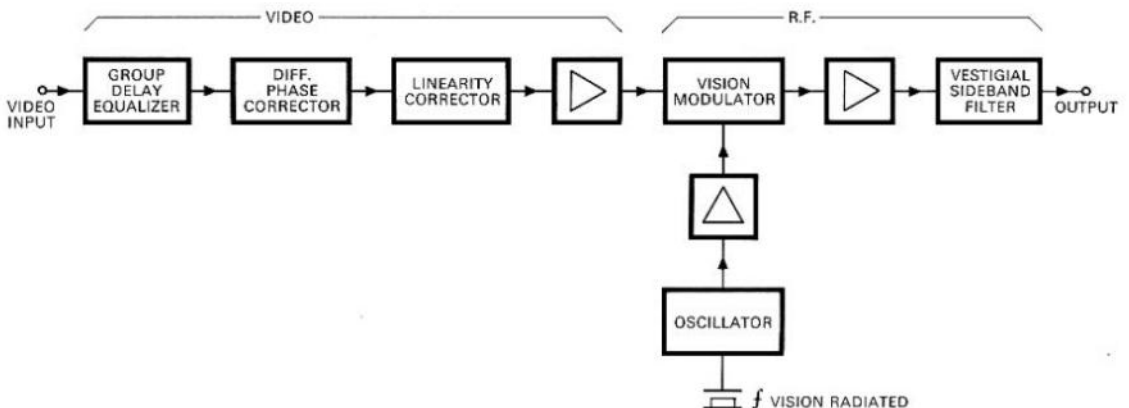 VIDEO
R.F.
GROUP
DELAY
EQUALIZER
DIFF.
PHASE
CORRECTOR
LINEARITY
CORRECTOR
VISION
MODULATOR
VESTIGIAL
SIDEBAND
FILTER
VIDEO
INPUT
OUTPUT
OSCILLATOR
f VISION RADIATED